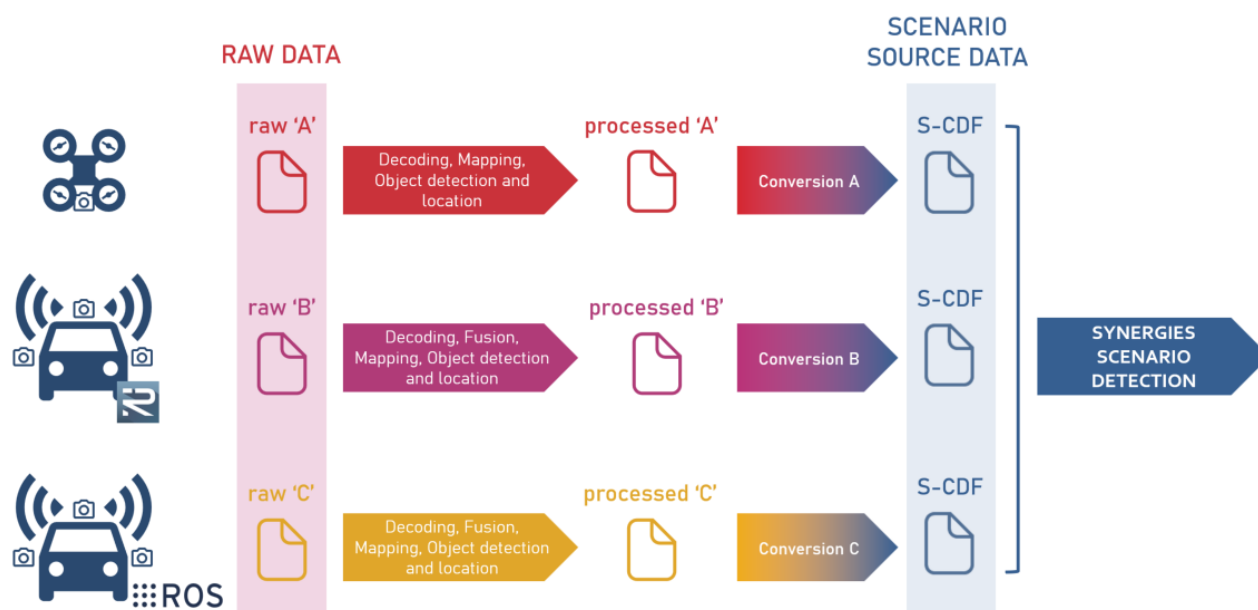 RAW DATA
SCENARIO
SOURCE DATA
raw ‘A’
Decoding, Mapping,
Object detection and
location
processed ‘A’
Conversion A
S-CDF
raw ‘B’
Decoding, Fusion,
Mapping, Object detection
and location
processed ‘B’
Conversion B
S-CDF
SYNERGIES
SCENARIO
DETECTION
raw ‘C’
Decoding, Fusion,
Mapping, Object detection
and location
processed ‘C’
Conversion C
S-CDF
ROS